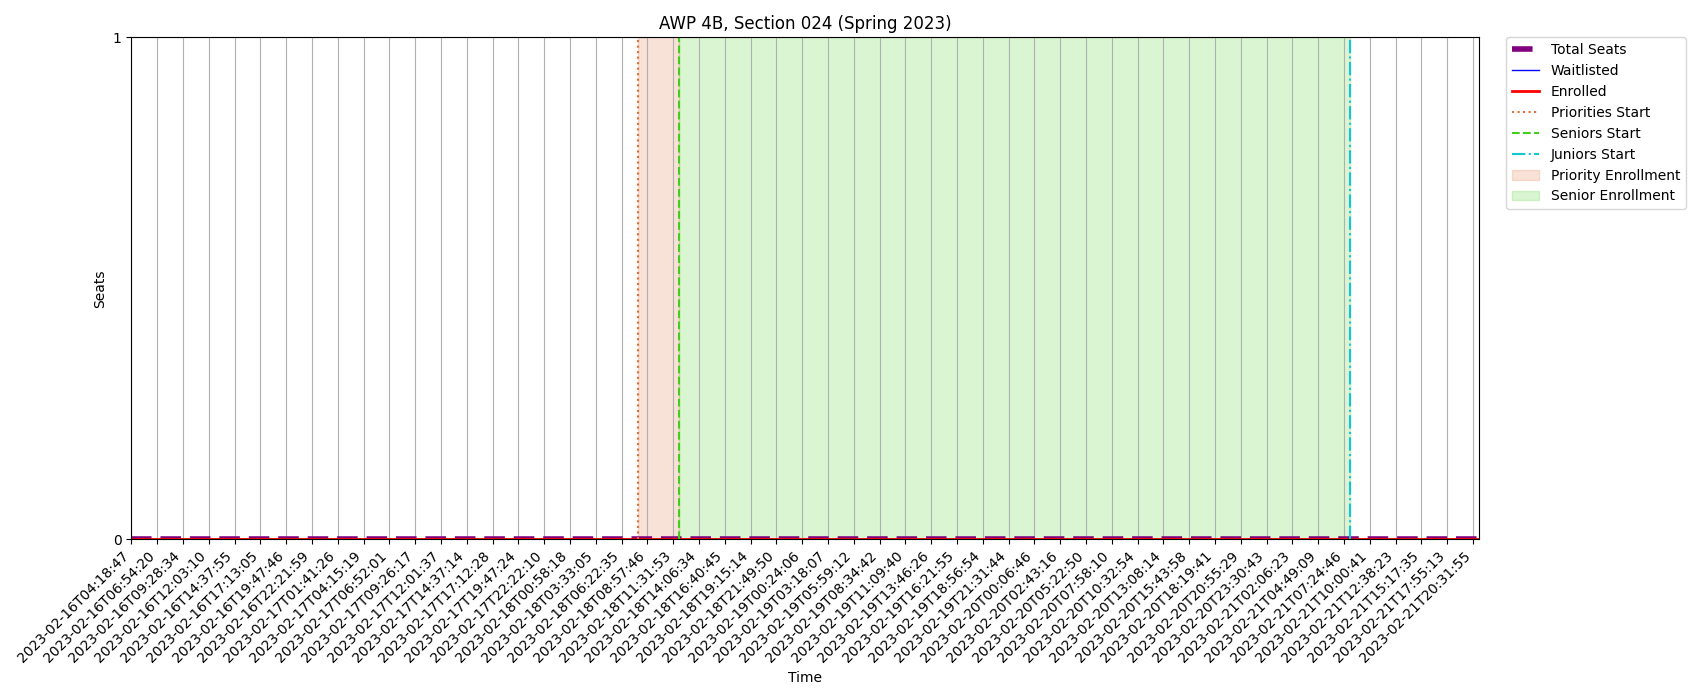 AWP 4B, Section 024 (Spring 2023)
1
0
Seats
Total Seats
Waitlisted
Enrolled
Priorities Start
Seniors Start
Juniors Start
Priority Enrollment
Senior Enrollment
2023-02-16T04:18:47
2023-02-16T06:54:20
2023-02-16T09:28:34
2023-02-16T12:03:10
2023-02-16T14:37:55
2023-02-16T17:13:05
2023-02-16T19:47:46
2023-02-16T22:21:59
2023-02-17T01:41:26
2023-02-17T04:15:19
2023-02-17T06:52:01
2023-02-17T09:26:17
2023-02-17T12:01:37
2023-02-17T14:37:14
2023-02-17T17:12:28
2023-02-17T19:47:24
2023-02-17T22:22:10
2023-02-18T00:58:18
2023-02-18T03:33:05
2023-02-18T06:22:35
2023-02-18T08:57:46
2023-02-18T11:31:53
2023-02-18T14:06:34
2023-02-18T16:40:45
2023-02-18T19:15:14
2023-02-18T21:49:50
2023-02-19T00:24:06
2023-02-19T03:18:07
2023-02-19T05:59:12
2023-02-19T08:34:42
2023-02-19T11:09:40
2023-02-19T13:46:26
2023-02-19T16:21:55
2023-02-19T18:56:54
2023-02-19T21:31:44
2023-02-20T00:06:46
2023-02-20T02:43:16
2023-02-20T05:22:50
2023-02-20T07:58:10
2023-02-20T10:32:54
2023-02-20T13:08:14
2023-02-20T15:43:58
2023-02-20T18:19:41
2023-02-20T20:55:29
2023-02-20T23:30:43
2023-02-21T02:06:23
2023-02-21T04:49:09
2023-02-21T07:24:46
2023-02-21T10:00:41
2023-02-21T12:38:23
2023-02-21T15:17:35
2023-02-21T17:55:13
2023-02-21T20:31:55
Time